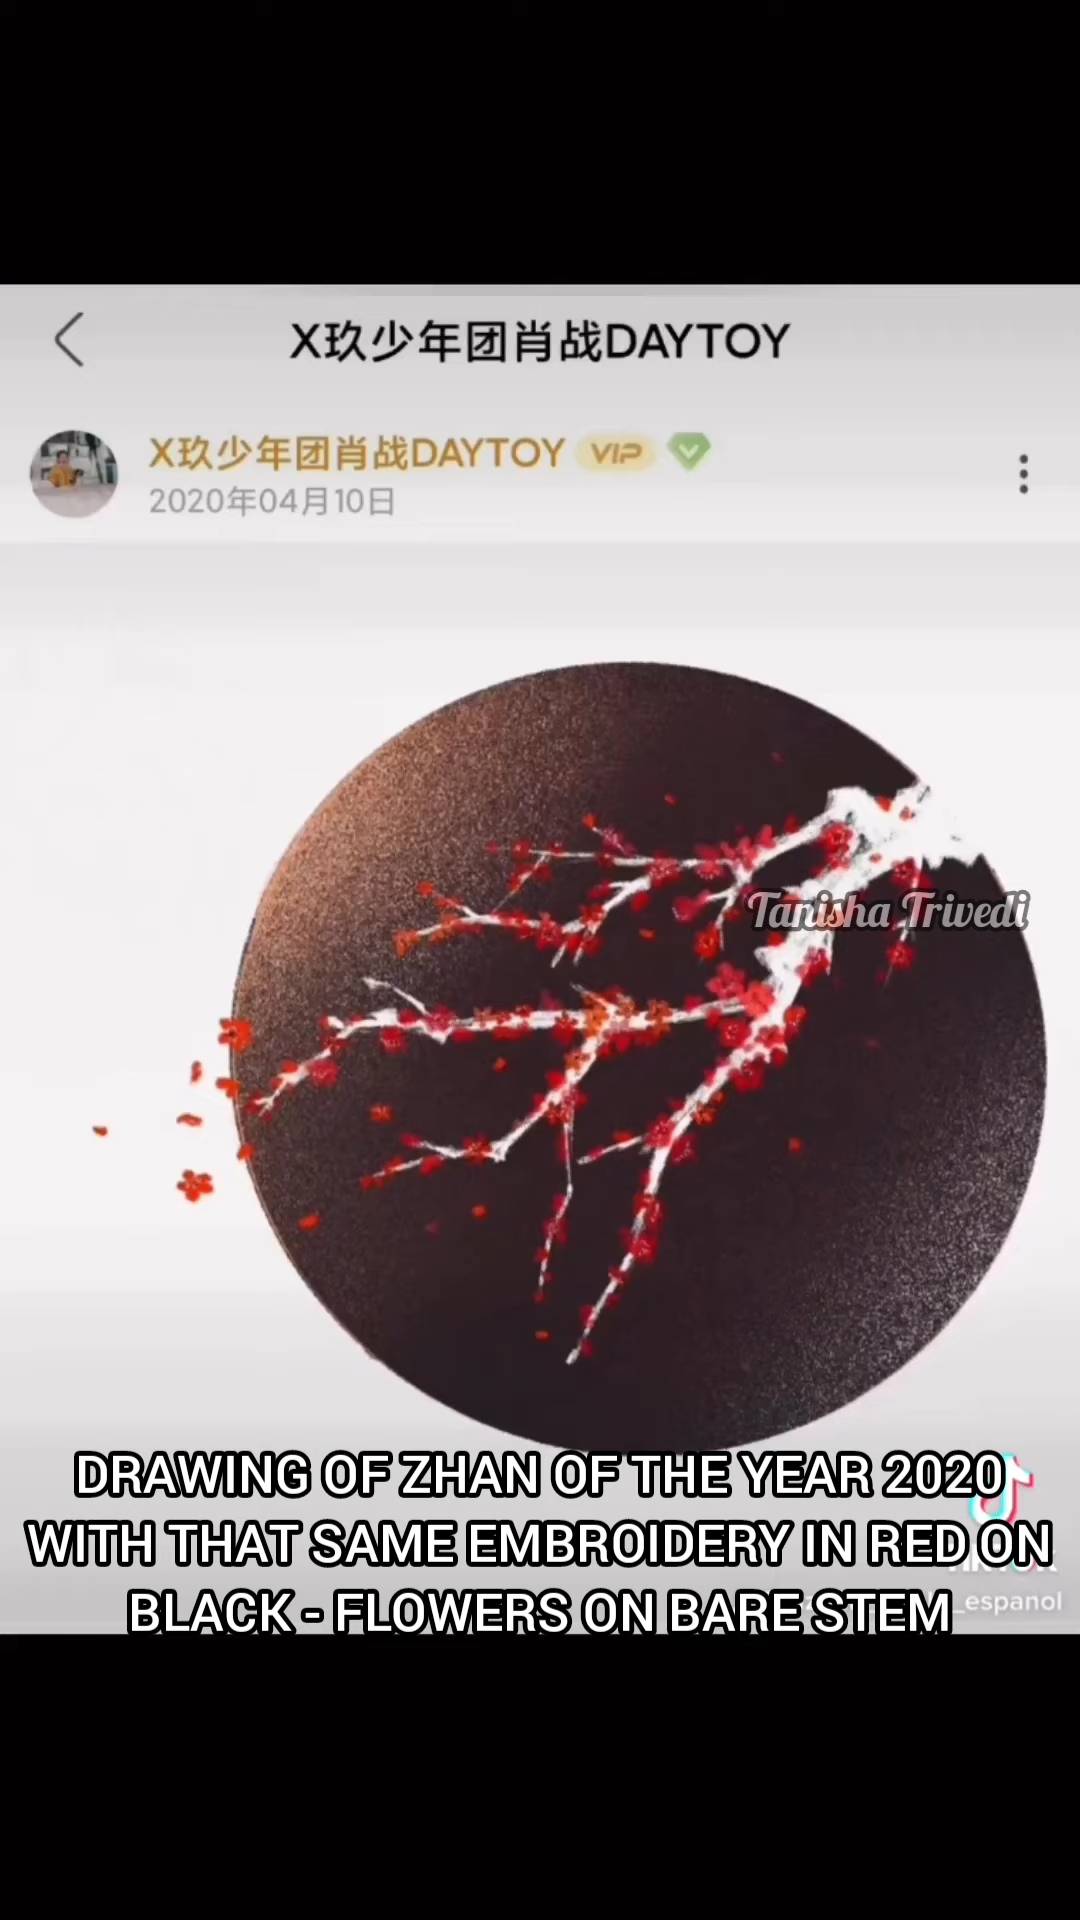 X玖少年团肖战DAYTOY
X玖少年团肖战DAYTOY VIP
2020年04月10日
Tanisha Trivedi
DRAWING OF ZHAN OF THE YEAR 2020
WITH THAT SAME EMBROIDERY IN RED ON
BLACK - FLOWERS ON BARE STEM
_espanol